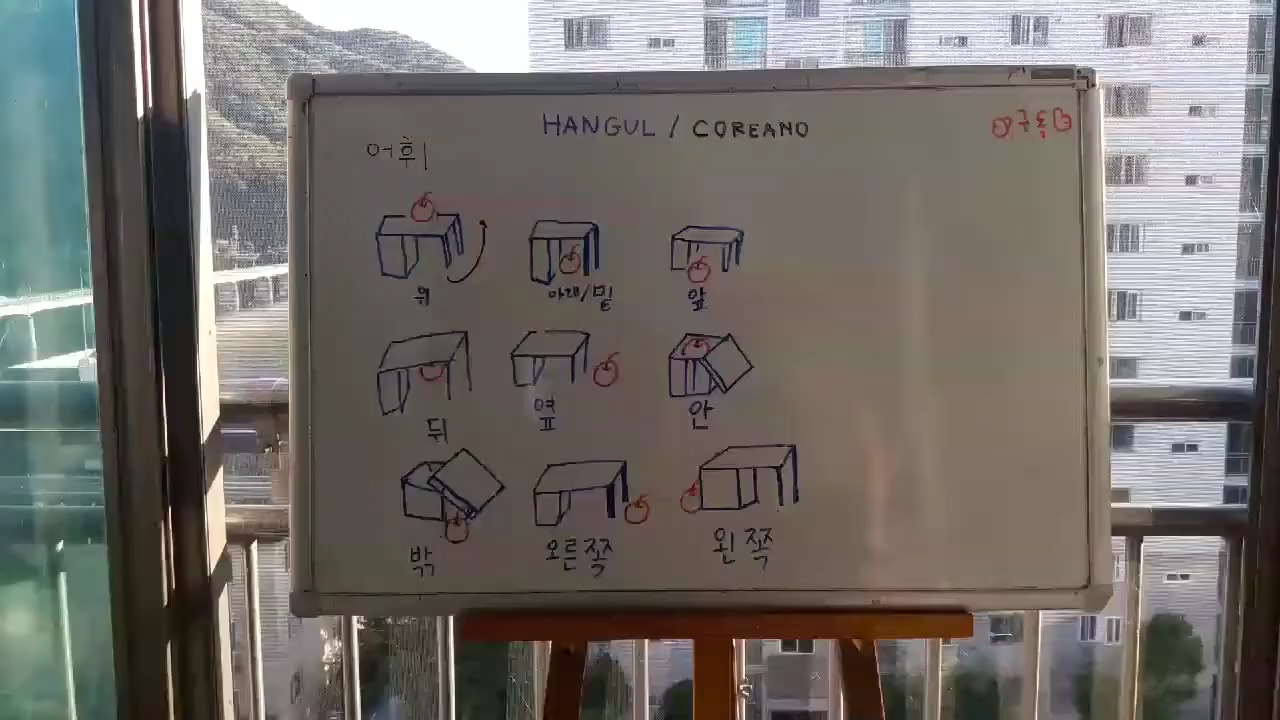 HANGUL / COREANO
어휘
위 아래/밑 앞
뒤 옆 안
밖 오른쪽 왼쪽